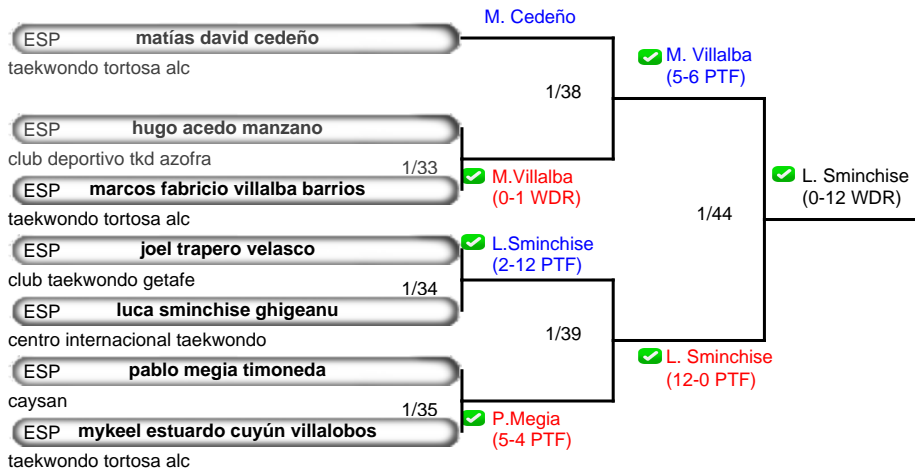 M. Cedeño
ESP matías david cedeño
taekwondo tortosa alc
M. Villalba
(5-6 PTF)
1/38
ESP hugo acedo manzano
club deportivo tkd azofra
1/33
ESP marcos fabricio villalba barrios
taekwondo tortosa alc
M.Villalba
(0-1 WDR)
L. Sminchise
(0-12 WDR)
1/44
ESP joel trapero velasco
club taekwondo getafe
L.Sminchise
(2-12 PTF)
1/34
ESP luca sminchise ghigeanu
centro internacional taekwondo
1/39
ESP pablo megia timoneda
caysan
L. Sminchise
(12-0 PTF)
1/35
ESP mykeel estuardo cuyún villalobos
taekwondo tortosa alc
P.Megia
(5-4 PTF)